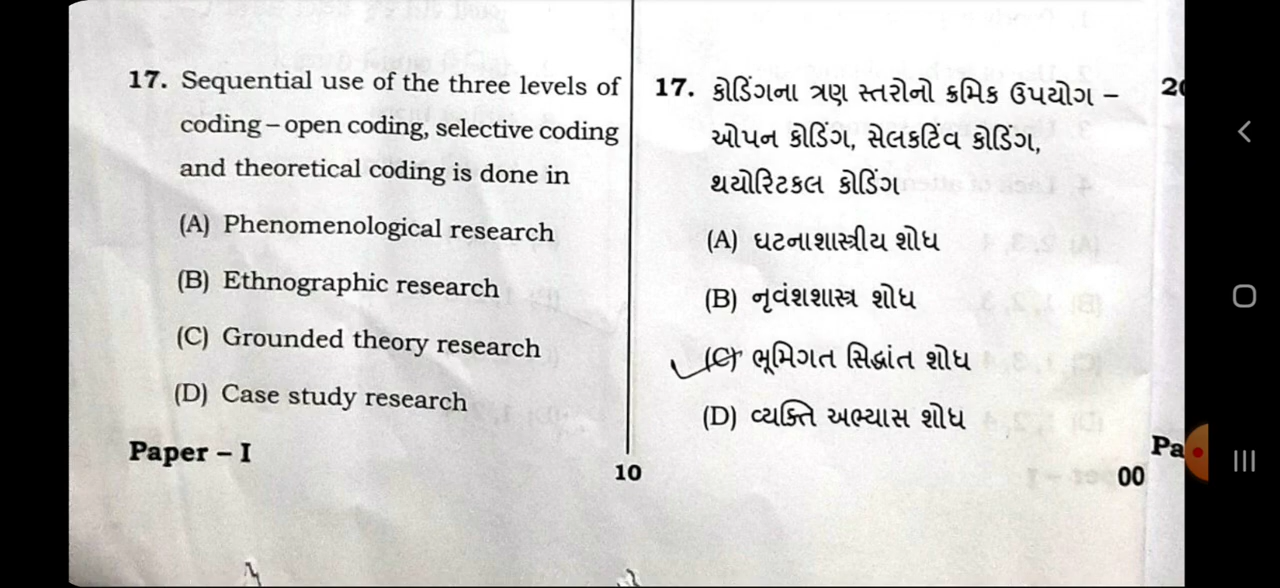 17. Sequential use of the three levels of
coding – open coding, selective coding
and theoretical coding is done in
(A) Phenomenological research
(B) Ethnographic research
(C) Grounded theory research
(D) Case study research
Paper – I
17. કોડિંગના ત્રણ સ્તરોનો ક્રમિક ઉપયોગ –
ઓપન કોડિંગ, સેલકટિવ કોડિંગ,
થયોરિટકલ કોડિંગ
(A) ઘટનાશાસ્ત્રીય શોધ
(B) નૃવંશશાસ્ત્ર શોધ
(C) ભૂમિગત સિદ્ધાંત શોધ
(D) વ્યક્તિ અભ્યાસ શોધ
10
00